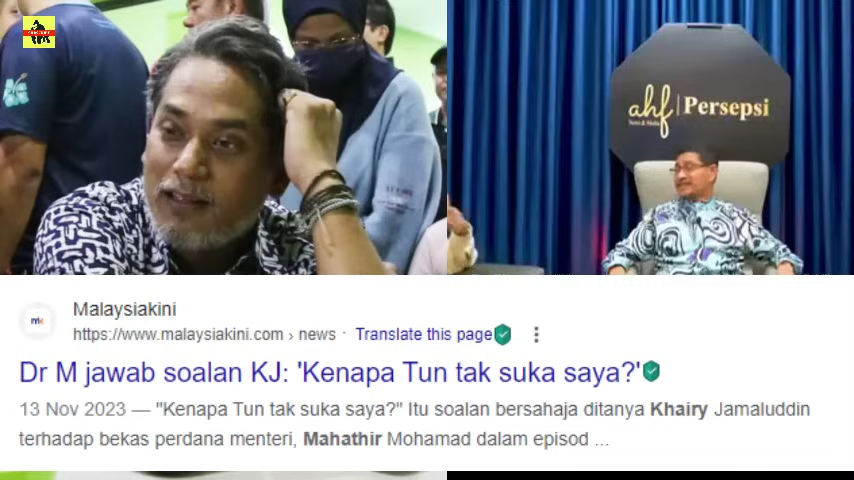 ahf Persepsi
Malaysiakini
https://www.malaysiakini.com › news · Translate this page
Dr M jawab soalan KJ: 'Kenapa Tun tak suka saya?'
13 Nov 2023 — "Kenapa Tun tak suka saya?" Itu soalan bersahaja ditanya Khairy Jamaluddin
terhadap bekas perdana menteri, Mahathir Mohamad dalam episod ...